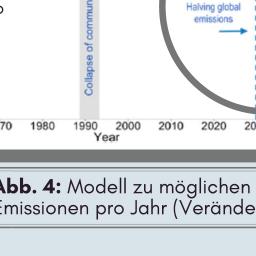 Halving global
emissions
Collapse of commun
70 1980 1990 2000 2010 2020 20
Year
Abb. 4: Modell zu möglichen
Emissionen pro Jahr (Verände